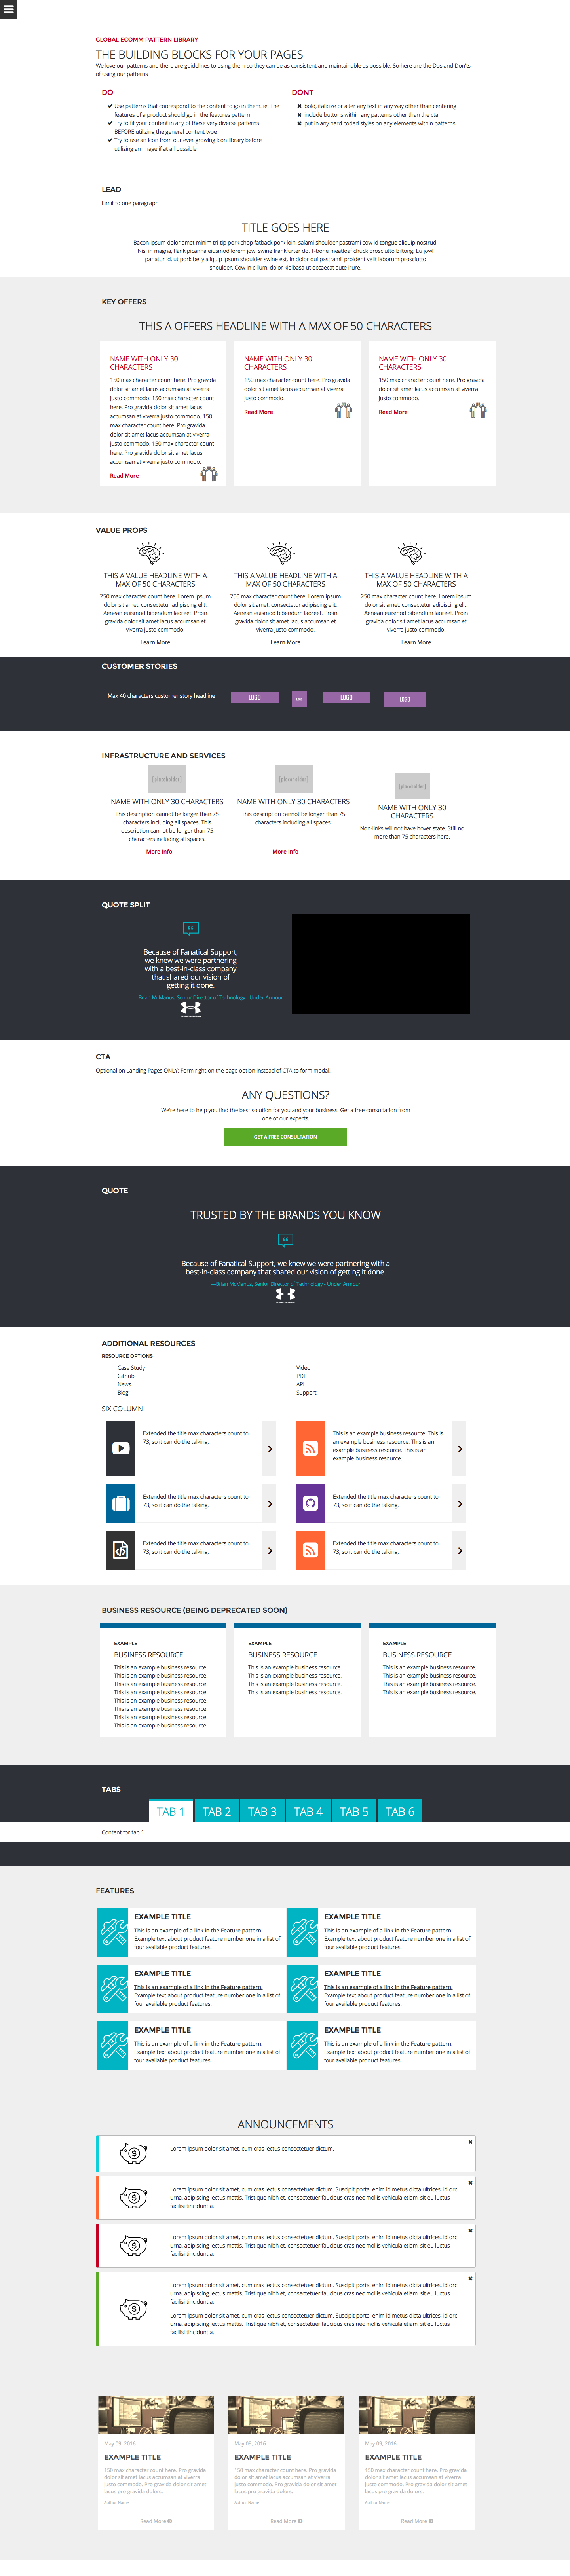 GLOBAL ECOMM PATTERN LIBRARY
THE BUILDING BLOCKS FOR YOUR PAGES
We love our patterns and there are guidelines to using them so they can be as consistent and maintainable as possible. So here are the Dos and Don'ts
of using our patterns
DO
Use patterns that coorespond to the content to go in them, ie. The
features of a product should go in the features pattern
Try to fit your content in any of these very diverse patterns
BEFORE utilizing the general content type
Try to use an icon from our ever growing icon library before
utilizing an image if at all possible
DONT
bold, italicize or alter any text in any way other than centering
include buttons within any patterns other than the cta
put in any hard coded styles on any elements within patterns
LEAD
Limit to one paragraph
TITLE GOES HERE
Bacon ipsum dolor amet minim tri-tip pork chop fatback pork loin, salami shoulder pastrami cow id tongue aliquip nostrud.
Nisi in magna, flank picanha eiusmod lorem jowl swine frankfurter do. T-bone meatloaf chuck prosciutto biltong. Eu jowl
pariatur id, ut pork belly aliquip ipsum shoulder swine est. In dolor qui pastrami, proident velit laborum prosciutto
shoulder. Cow in cillum, dolor kielbasa ut occaecat aute irure.
KEY OFFERS
THIS A OFFERS HEADLINE WITH A MAX OF 50 CHARACTERS
NAME WITH ONLY 30
CHARACTERS
150 max character count here. Pro gravida
dolor sit amet lacus accumsan at viverra
justo commodo. 150 max character count
here. Pro gravida dolor sit amet lacus
accumsan at viverra justo commodo. 150
max character count here. Pro gravida
dolor sit amet lacus accumsan at viverra
justo commodo. 150 max character count
here. Pro gravida dolor sit amet lacus
accumsan at viverra justo commodo.
Read More
NAME WITH ONLY 30
CHARACTERS
150 max character count here. Pro gravida
dolor sit amet lacus accumsan at viverra
justo commodo.
Read More
NAME WITH ONLY 30
CHARACTERS
150 max character count here. Pro gravida
dolor sit amet lacus accumsan at viverra
justo commodo.
Read More
VALUE PROPS
THIS A VALUE HEADLINE WITH A
MAX OF 50 CHARACTERS
250 max character count here. Lorem ipsum
dolor sit amet, consectetur adipiscing elit.
Aenean euismod bibendum laoreet. Proin
gravida dolor sit amet lacus accumsan et
viverra justo commodo.
Learn More
THIS A VALUE HEADLINE WITH A
MAX OF 50 CHARACTERS
250 max character count here. Lorem ipsum
dolor sit amet, consectetur adipiscing elit.
Aenean euismod bibendum laoreet. Proin
gravida dolor sit amet lacus accumsan et
viverra justo commodo.
Learn More
THIS A VALUE HEADLINE WITH A
MAX OF 50 CHARACTERS
250 max character count here. Lorem ipsum
dolor sit amet, consectetur adipiscing elit.
Aenean euismod bibendum laoreet. Proin
gravida dolor sit amet lacus accumsan et
viverra justo commodo.
Learn More
CUSTOMER STORIES
Max 40 characters customer story headline
LOGO
LOGO
LOGO
LOGO
INFRASTRUCTURE AND SERVICES
[placeholder]
NAME WITH ONLY 30 CHARACTERS
This description cannot be longer than 75
characters including all spaces. This
description cannot be longer than 75
characters including all spaces.
More Info
[placeholder]
NAME WITH ONLY 30 CHARACTERS
This description cannot be longer than 75
characters including all spaces.
More Info
[placeholder]
NAME WITH ONLY 30
CHARACTERS
Non-links will not have hover state. Still no
more than 75 characters here.
QUOTE SPLIT
Because of Fanatical Support,
we knew we were partnering
with a best-in-class company
that shared our vision of
getting it done.
—Brian McManus, Senior Director of Technology - Under Armour
UNDER ARMOUR
CTA
Optional on Landing Pages ONLY: Form right on the page option instead of CTA to form modal.
ANY QUESTIONS?
We're here to help you find the best solution for you and your business. Get a free consultation from
one of our experts.
GET A FREE CONSULTATION
QUOTE
TRUSTED BY THE BRANDS YOU KNOW
Because of Fanatical Support, we knew we were partnering with a
best-in-class company that shared our vision of getting it done.
—Brian McManus, Senior Director of Technology - Under Armour
UNDER ARMOUR
ADDITIONAL RESOURCES
RESOURCE OPTIONS
Case Study
Github
News
Blog
Video
PDF
API
Support
SIX COLUMN
Extended the title max characters count to
73, so it can do the talking.
This is an example business resource. This is
an example business resource. This is an
example business resource. This is an
example business resource.
Extended the title max characters count to
73, so it can do the talking.
Extended the title max characters count to
73, so it can do the talking.
Extended the title max characters count to
73, so it can do the talking.
Extended the title max characters count to
73, so it can do the talking.
BUSINESS RESOURCE (BEING DEPRECATED SOON)
EXAMPLE
BUSINESS RESOURCE
This is an example business resource.
This is an example business resource.
This is an example business resource.
This is an example business resource.
This is an example business resource.
This is an example business resource.
This is an example business resource.
This is an example business resource.
EXAMPLE
BUSINESS RESOURCE
This is an example business resource.
This is an example business resource.
This is an example business resource.
This is an example business resource.
EXAMPLE
BUSINESS RESOURCE
This is an example business resource.
This is an example business resource.
This is an example business resource.
This is an example business resource.
TABS
TAB 1 TAB 2 TAB 3 TAB 4 TAB 5 TAB 6
Content for tab 1
FEATURES
EXAMPLE TITLE
This is an example of a link in the Feature pattern.
Example text about product feature number one in a list of
four available product features.
EXAMPLE TITLE
This is an example of a link in the Feature pattern.
Example text about product feature number one in a list of
four available product features.
EXAMPLE TITLE
This is an example of a link in the Feature pattern.
Example text about product feature number one in a list of
four available product features.
EXAMPLE TITLE
This is an example of a link in the Feature pattern.
Example text about product feature number one in a list of
four available product features.
EXAMPLE TITLE
This is an example of a link in the Feature pattern.
Example text about product feature number one in a list of
four available product features.
EXAMPLE TITLE
This is an example of a link in the Feature pattern.
Example text about product feature number one in a list of
four available product features.
ANNOUNCEMENTS
Lorem ipsum dolor sit amet, cum cras lectus consectetuer dictum.
Lorem ipsum dolor sit amet, cum cras lectus consectetuer dictum. Suscipit porta, enim id metus dicta ultrices, id orci
urna, adipiscing lectus mattis. Tristique nibh et, consectetuer faucibus cras nec mollis vehicula etiam, sit eu luctus
facilisi tincidunt a.
Lorem ipsum dolor sit amet, cum cras lectus consectetuer dictum. Suscipit porta, enim id metus dicta ultrices, id orci
urna, adipiscing lectus mattis. Tristique nibh et, consectetuer faucibus cras nec mollis vehicula etiam, sit eu luctus
facilisi tincidunt a.
Lorem ipsum dolor sit amet, cum cras lectus consectetuer dictum. Suscipit porta, enim id metus dicta ultrices, id orci
urna, adipiscing lectus mattis. Tristique nibh et, consectetuer faucibus cras nec mollis vehicula etiam, sit eu luctus
facilisi tincidunt a.
Lorem ipsum dolor sit amet, cum cras lectus consectetuer dictum. Suscipit porta, enim id metus dicta ultrices, id orci
urna, adipiscing lectus mattis. Tristique nibh et, consectetuer faucibus cras nec mollis vehicula etiam, sit eu luctus
facilisi tincidunt a.
May 09, 2016
EXAMPLE TITLE
150 max character count here. Pro gravida
dolor sit amet lacus accumsan at viverra
justo commodo. Pro gravida dolor sit amet
lacus pro gravida dolors.
Author Name
Read More
May 09, 2016
EXAMPLE TITLE
150 max character count here. Pro gravida
dolor sit amet lacus accumsan at viverra
justo commodo. Pro gravida dolor sit amet
lacus pro gravida dolors.
Author Name
Read More
May 09, 2016
EXAMPLE TITLE
150 max character count here. Pro gravida
dolor sit amet lacus accumsan at viverra
justo commodo. Pro gravida dolor sit amet
lacus pro gravida dolors.
Author Name
Read More